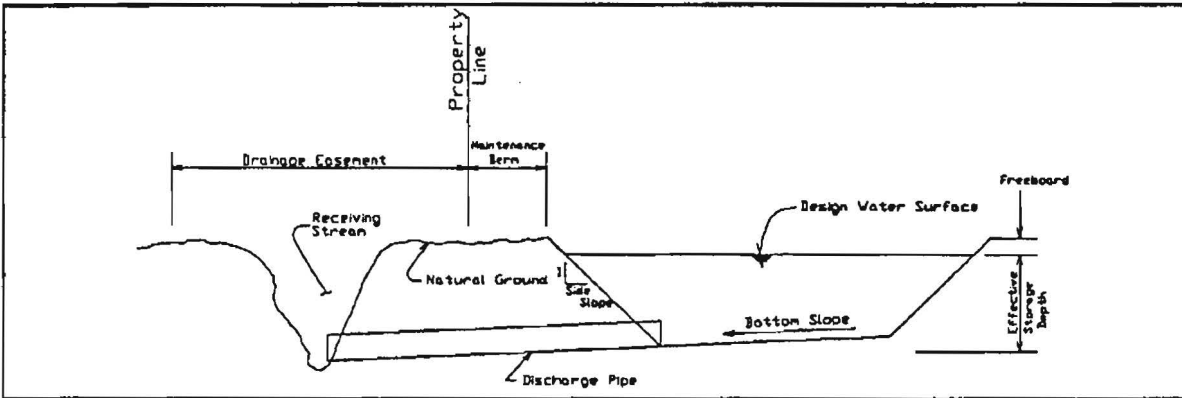 Property
Line
Maintenance
Berm
Drainage Easement
Freeboard
Design Water Surface
Receiving
Stream
Natural Ground
1
Side
Slope
Effective
Storage
Depth
Bottom Slope
Discharge Pipe